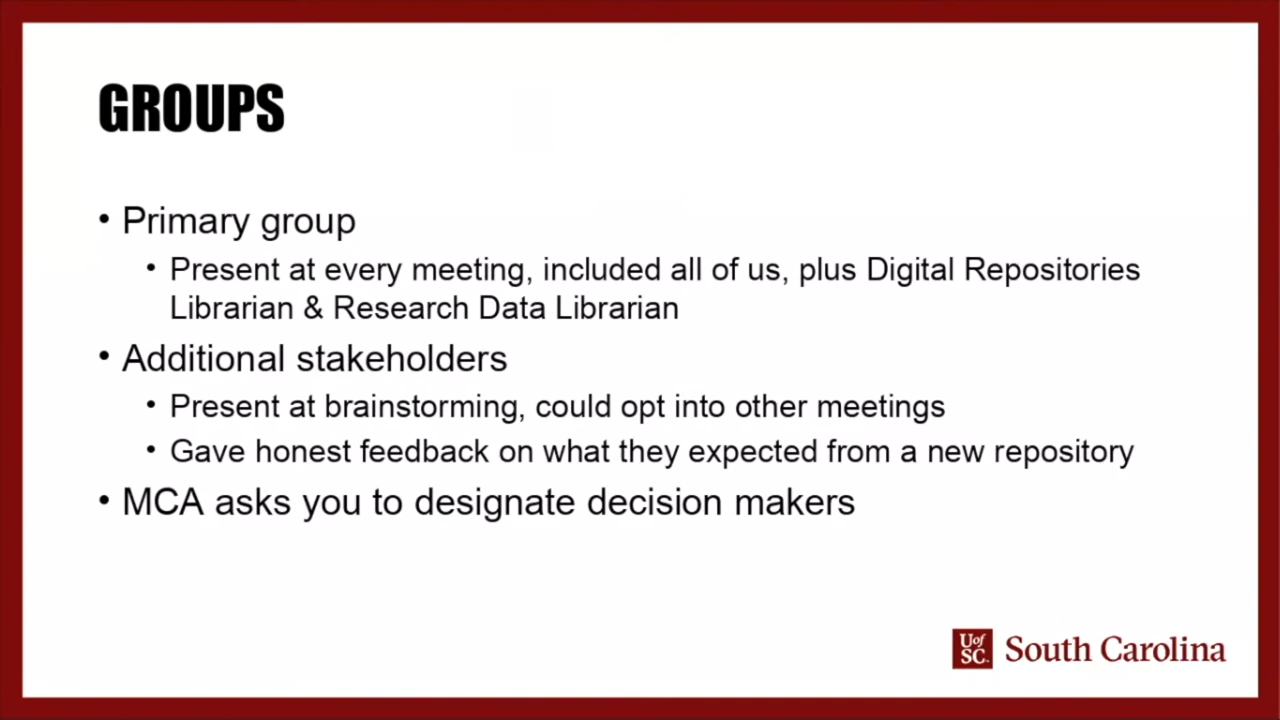 GROUPS
• Primary group
• Present at every meeting, included all of us, plus Digital Repositories
Librarian & Research Data Librarian
• Additional stakeholders
• Present at brainstorming, could opt into other meetings
• Gave honest feedback on what they expected from a new repository
• MCA asks you to designate decision makers
Uof
SC.
South Carolina